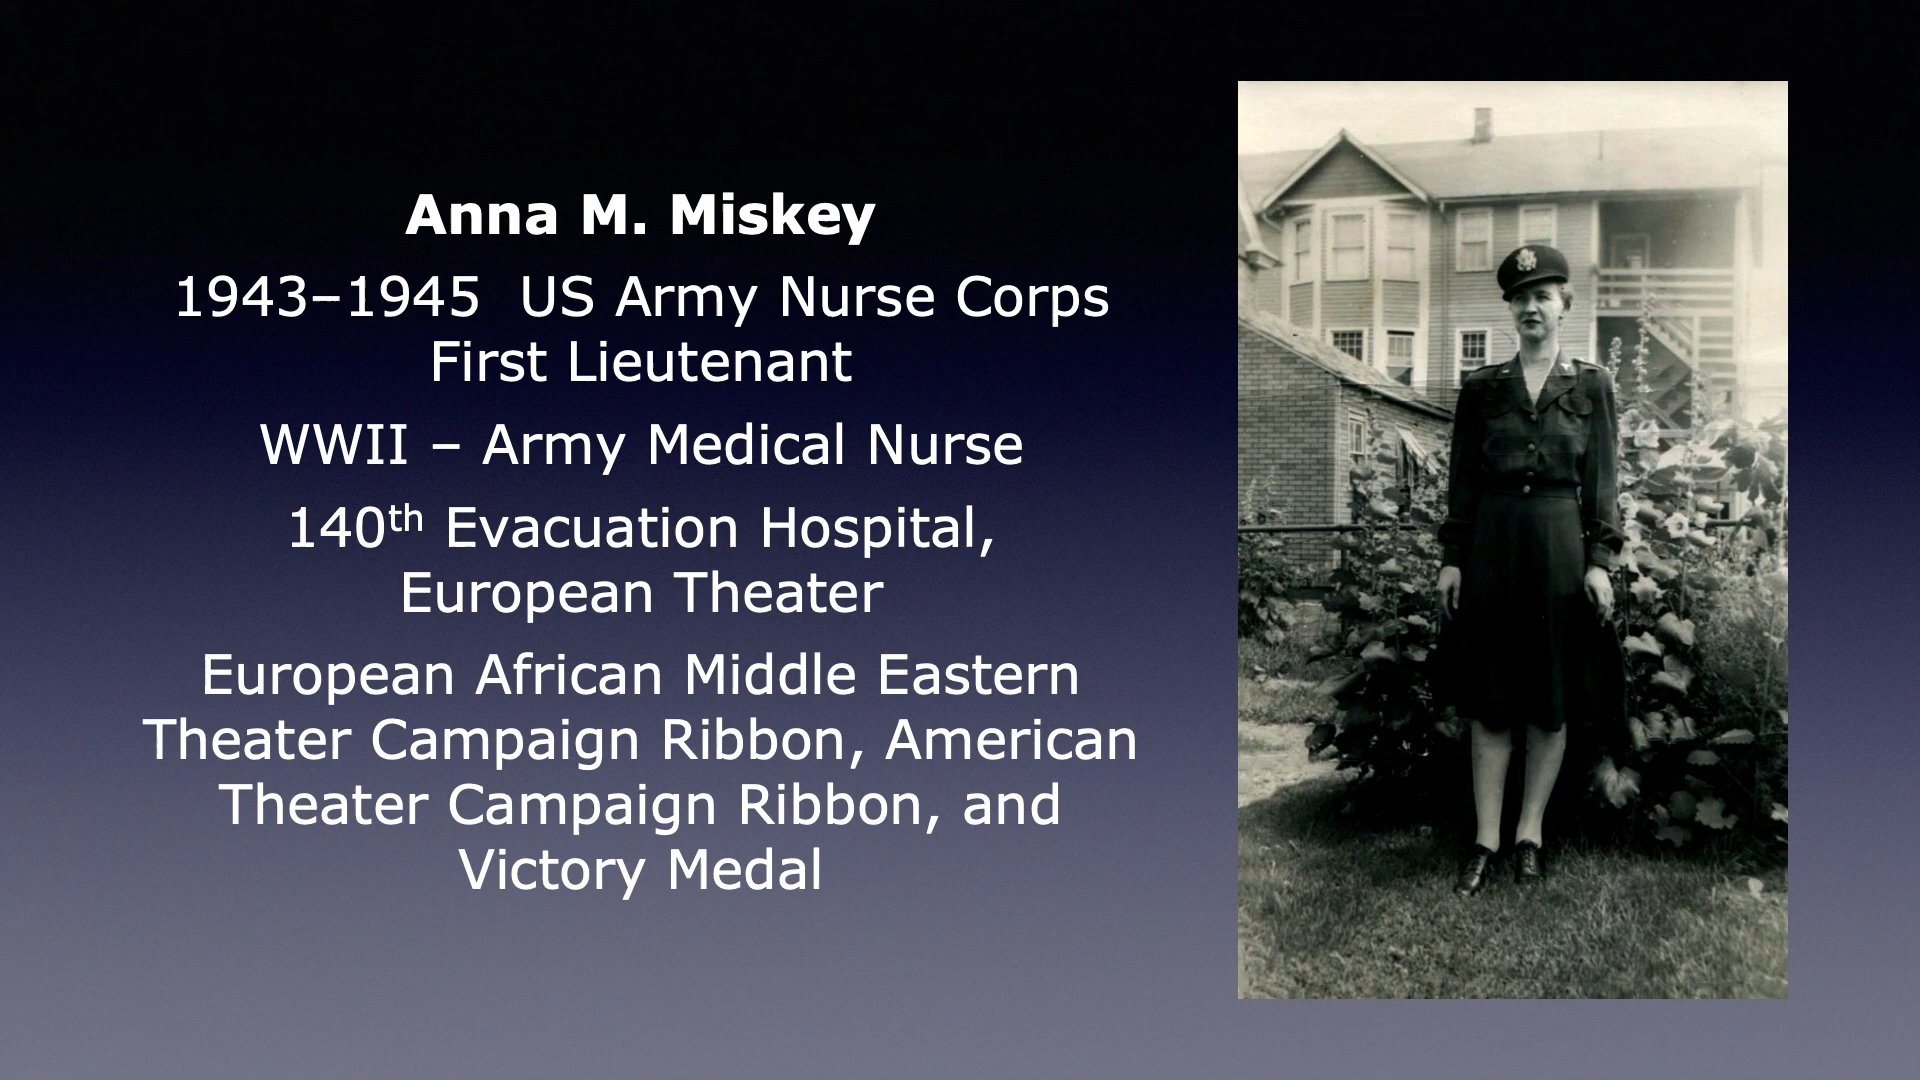 Anna M. Miskey
1943–1945  US Army Nurse Corps
First Lieutenant
WWII – Army Medical Nurse
140th Evacuation Hospital,
European Theater
European African Middle Eastern
Theater Campaign Ribbon, American
Theater Campaign Ribbon, and
Victory Medal